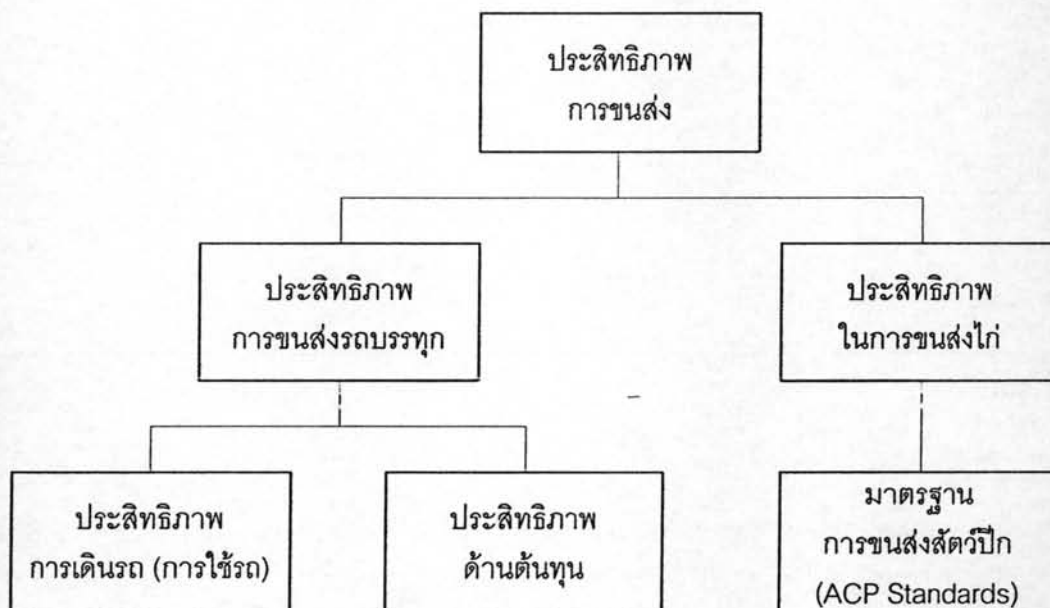 ประสิทธิภาพ
การขนส่ง
ประสิทธิภาพ
การขนส่งรถบรรทุก
ประสิทธิภาพ
ในการขนส่งไก่
ประสิทธิภาพ
การเดินรถ (การใช้รถ)
ประสิทธิภาพ
ด้านต้นทุน
มาตรฐาน
การขนส่งสัตว์ปีก
(ACP Standards)